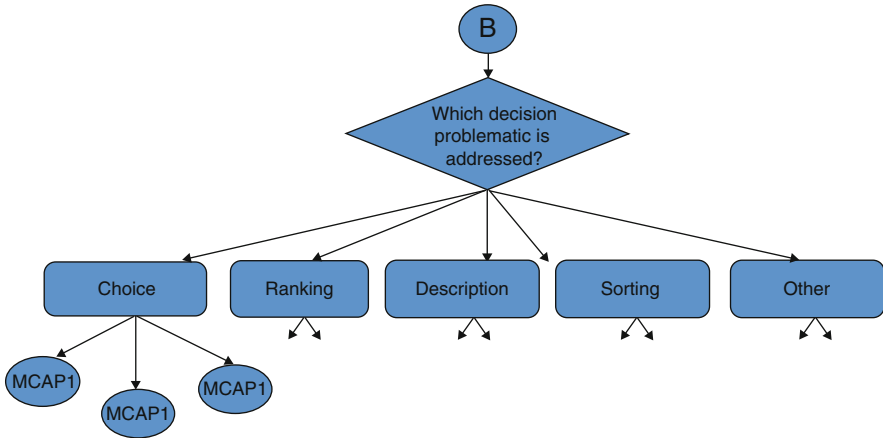 B
Which decision
problematic is
addressed?
Choice
Ranking
Description
Sorting
Other
MCAP1
MCAP1
MCAP1